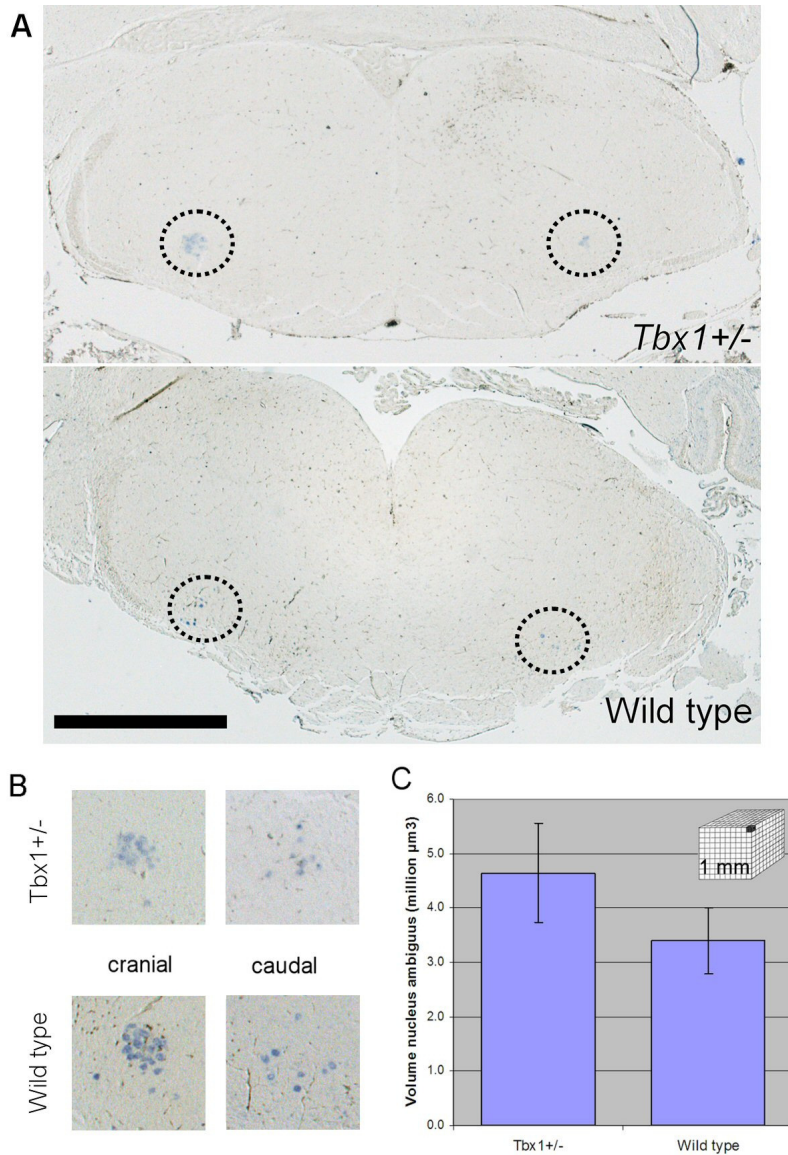 A
Tbx1+/-
Wild type
B
Tbx1+/-
cranial caudal
Wild type
C
Volume nucleus ambiguus (million µm3)
6.0
5.0
4.0
3.0
2.0
1.0
0.0
1 mm
Tbx1+/- Wild type